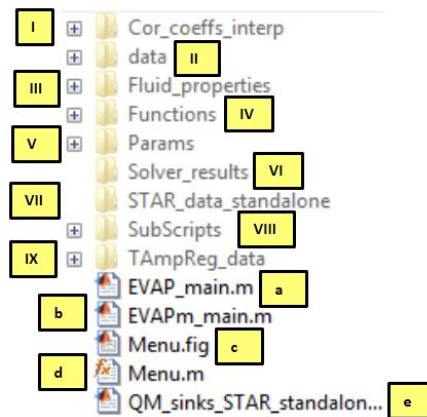 I Cor_coeffs_interp
data II
III Fluid_properties
Functions IV
V Params
Solver_results VI
VII STAR_data_standalone
SubScripts VIII
IX TAmpReg_data
EVAP_main.m a
b EVAPm_main.m
Menu.fig c
d Menu.m
QM_sinks_STAR_standalon... e